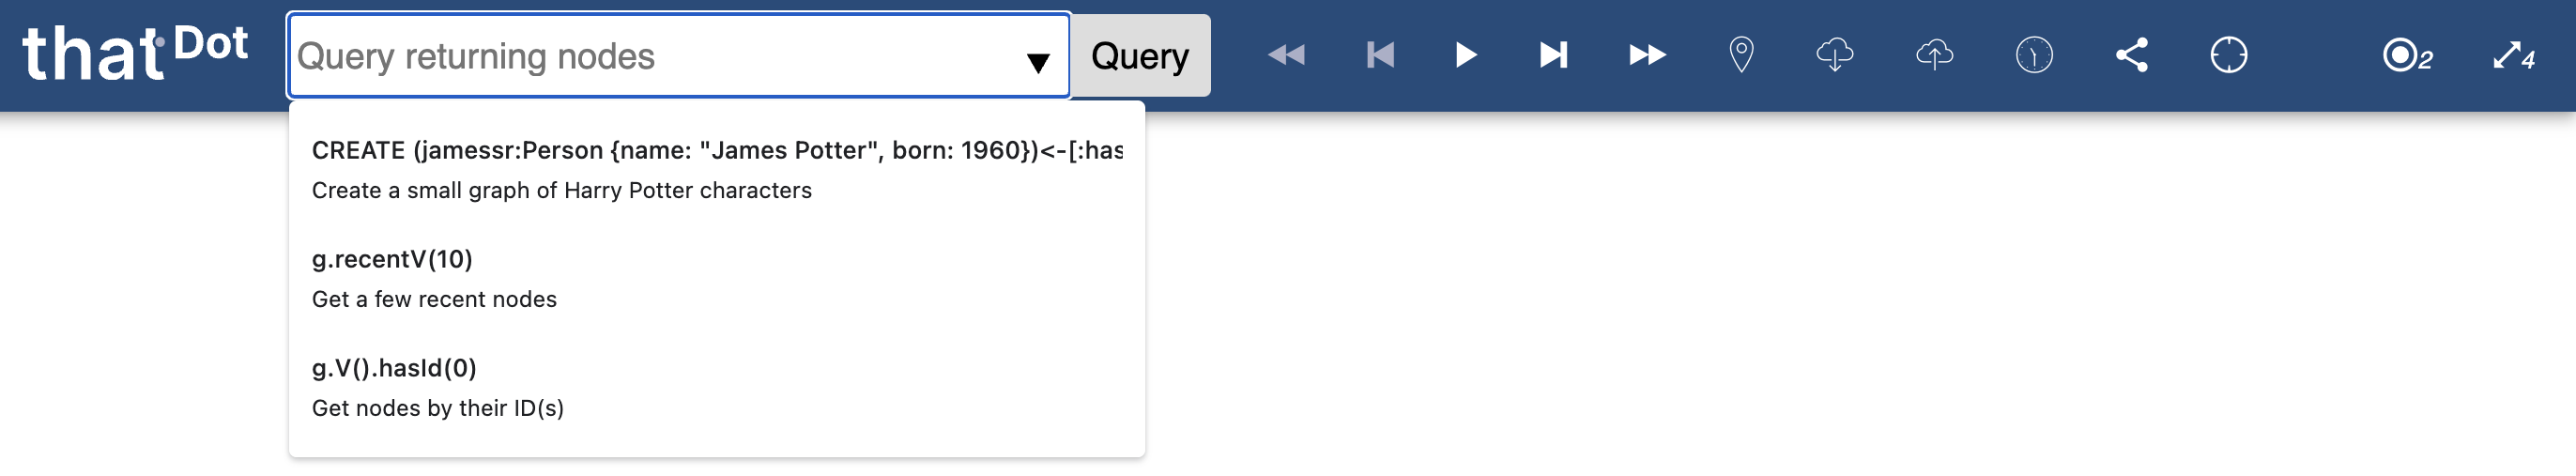 thatDot
Query returning nodes
Query
2
4
CREATE (jamessr:Person {name: "James Potter", born: 1960})<-[:has
Create a small graph of Harry Potter characters
g.recentV(10)
Get a few recent nodes
g.V().hasId(0)
Get nodes by their ID(s)